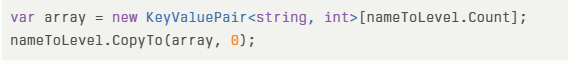 var array = new KeyValuePair<string, int>[nameToLevel.Count];
nameToLevel.CopyTo(array, 0);